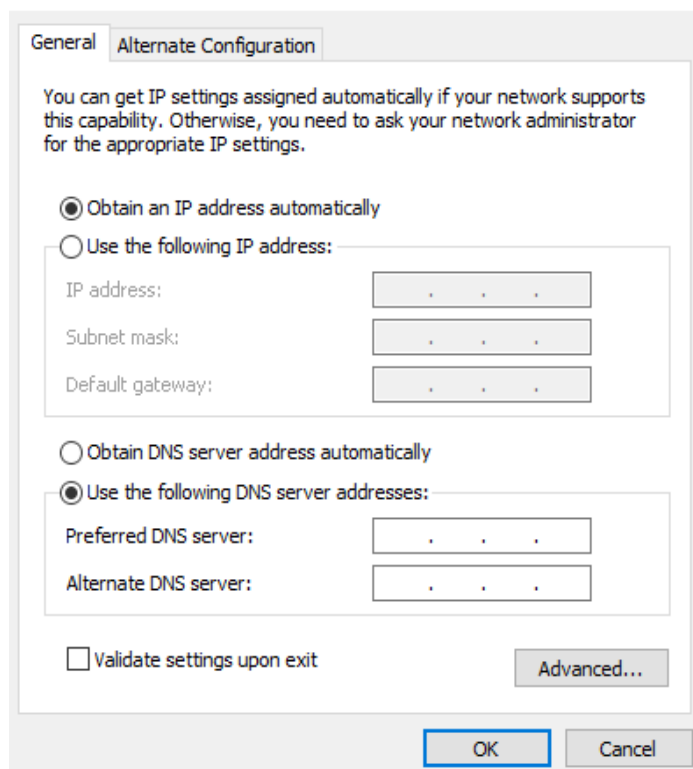 General
Alternate Configuration
You can get IP settings assigned automatically if your network supports
this capability. Otherwise, you need to ask your network administrator
for the appropriate IP settings.
Obtain an IP address automatically
Use the following IP address:
IP address:
. . .
Subnet mask:
. . .
Default gateway:
. . .
Obtain DNS server address automatically
Use the following DNS server addresses:
Preferred DNS server:
. . .
Alternate DNS server:
. . .
Validate settings upon exit
Advanced...
OK
Cancel